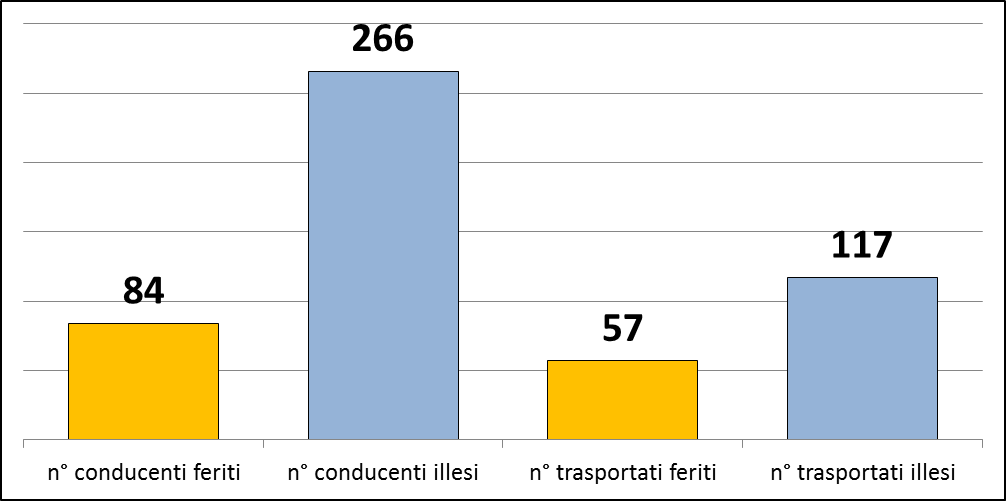 266
117
84
57
n° conducenti feriti
n° conducenti illesi
n° trasportati feriti
n° trasportati illesi